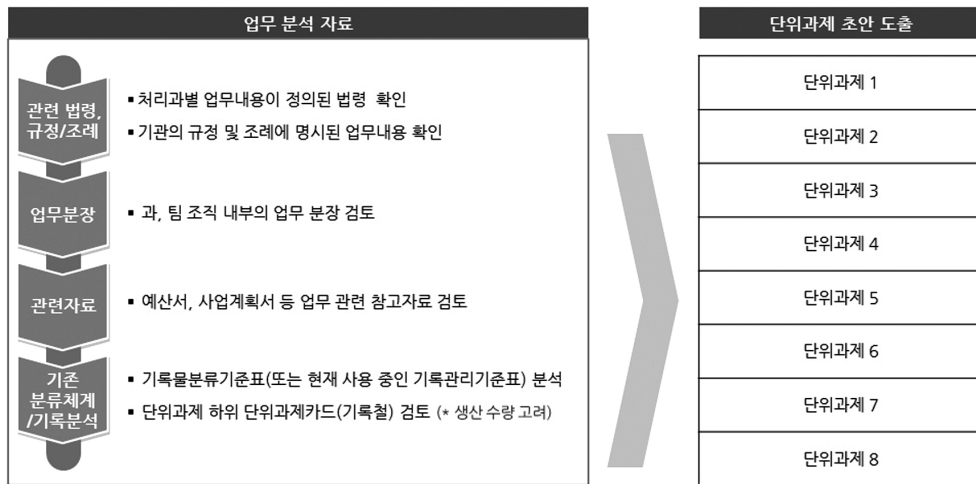 업무 분석 자료
관련 법령,
규정/조례
▪ 처리과별 업무내용이 정의된 법령 확인
▪ 기관의 규정 및 조례에 명시된 업무내용 확인
업무분장
▪ 과, 팀 조직 내부의 업무 분장 검토
관련자료
▪ 예산서, 사업계획서 등 업무 관련 참고자료 검토
기존
분류체계
/기록분석
▪ 기록물분류기준표(또는 현재 사용 중인 기록관리기준표) 분석
▪ 단위과제 하위 단위과제카드(기록철) 검토 (* 생산 수량 고려)
단위과제 초안 도출
단위과제 1
단위과제 2
단위과제 3
단위과제 4
단위과제 5
단위과제 6
단위과제 7
단위과제 8